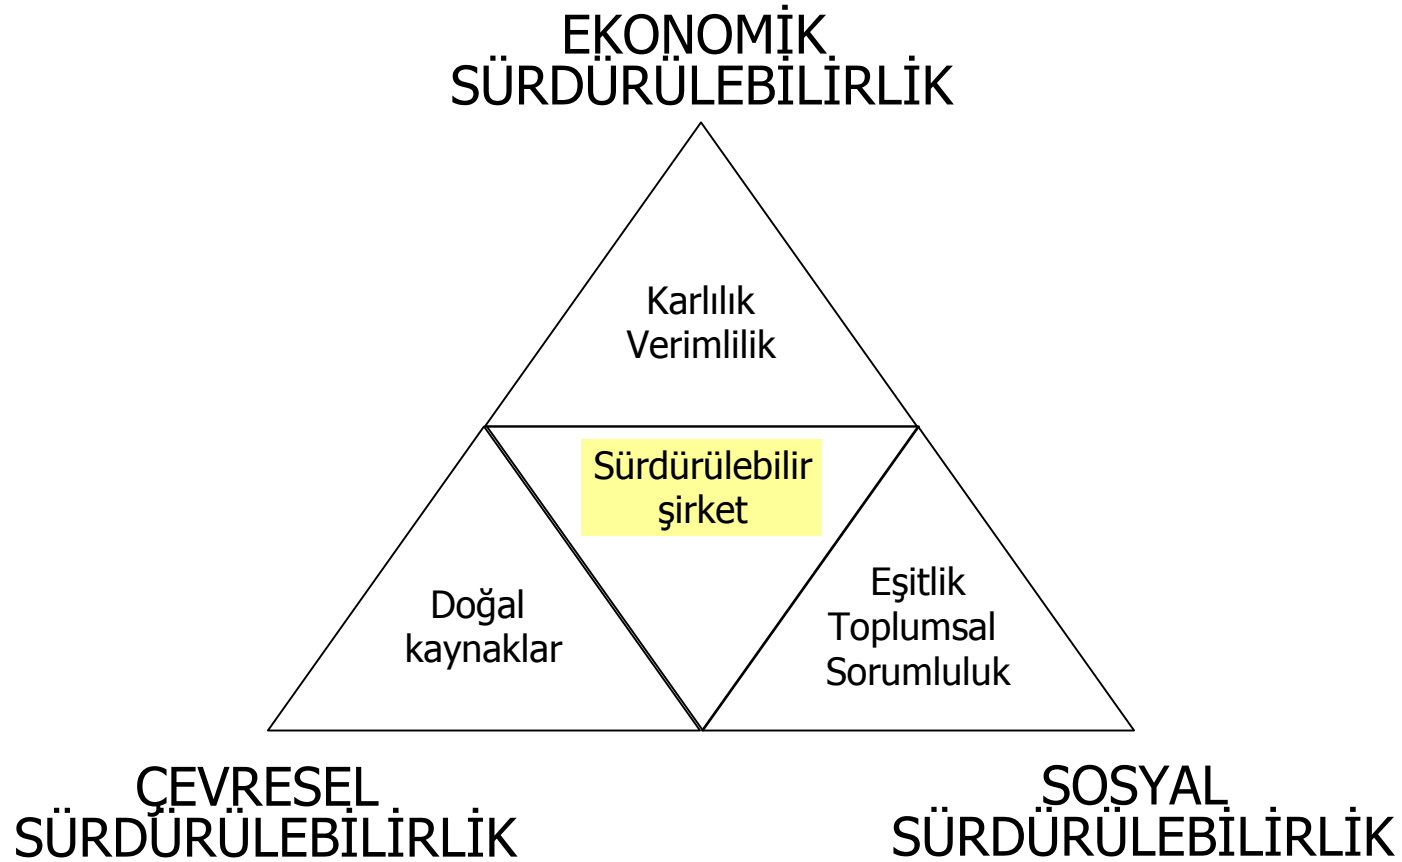 EKONOMİK
SÜRDÜRÜLEBİLİRLİK
Karlılık
Verimlilik
Sürdürülebilir
şirket
Doğal
kaynaklar
Eşitlik
Toplumsal
Sorumluluk
ÇEVRESEL
SÜRDÜRÜLEBİLİRLİK
SOSYAL
SÜRDÜRÜLEBİLİRLİK